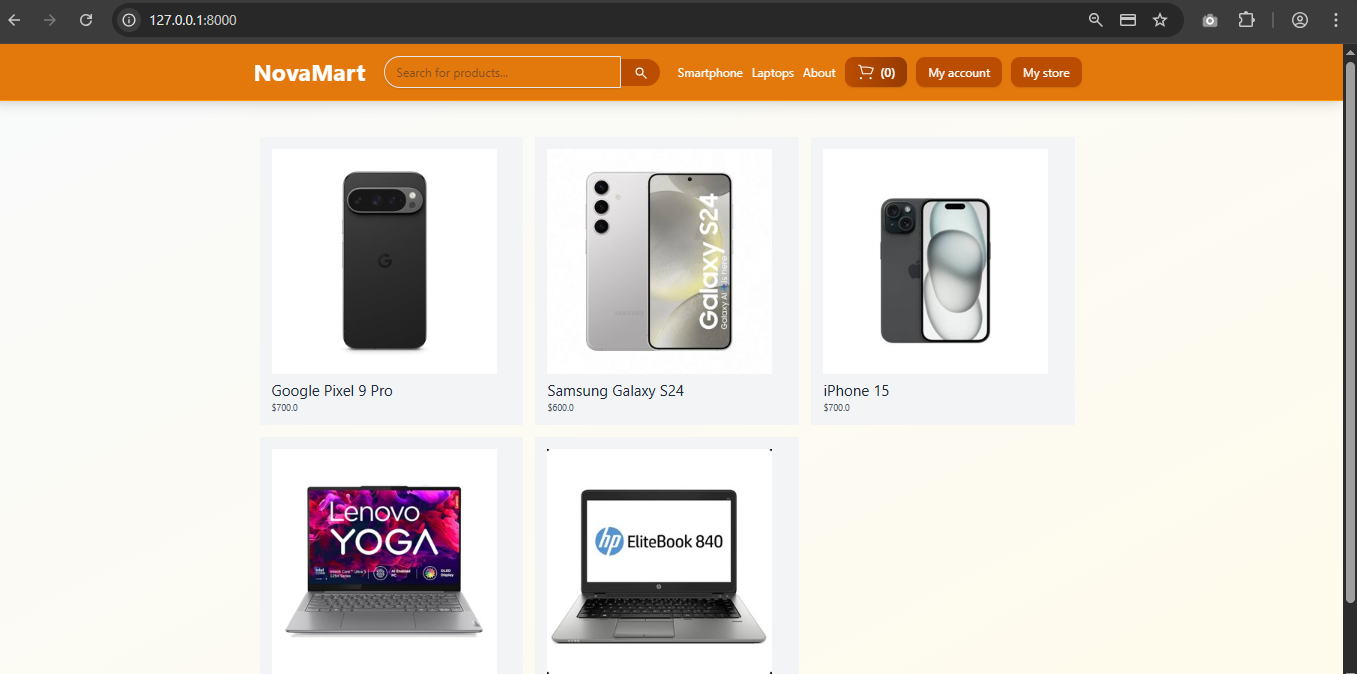 127.0.0.1:8000
NovaMart
Search for products...
Smartphone Laptops About (0) My account My store
Galaxy S24
Galaxy AI is here
SAMSUNG
G
Google Pixel 9 Pro
$700.0
Samsung Galaxy S24
$600.0
iPhone 15
$700.0
Lenovo
YOGA
hp EliteBook 840